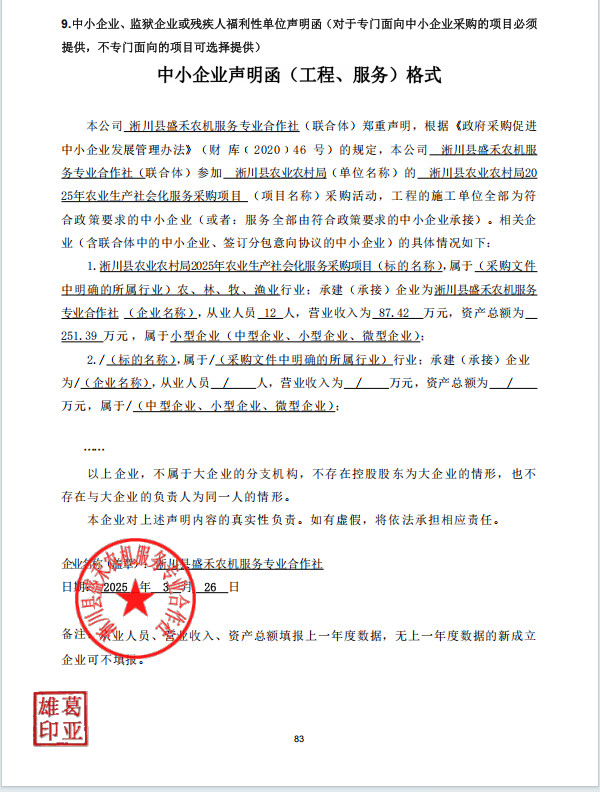 9.中小企业、监狱企业或残疾人福利性单位声明函（对于专门面向中小企业采购的项目必须
提供，不专门面向的项目可选择提供）
中小企业声明函（工程、服务）格式
本公司 淅川县盛禾农机服务专业合作社（联合体）郑重声明，根据《政府采购促进
中小企业发展管理办法》（财 库﹝2020﹞46 号）的规定，本公司 淅川县盛禾农机服
务专业合作社（联合体）参加 淅川县农业农村局（单位名称）的 淅川县农业农村局20
25年农业生产社会化服务采购项目 （项目名称）采购活动，工程的施工单位全部为符
合政策要求的中小企业（或者：服务全部由符合政策要求的中小企业承接）。相关企
业（含联合体中的中小企业、签订分包意向协议的中小企业）的具体情况如下：
1.淅川县农业农村局2025年农业生产社会化服务采购项目（标的名称），属于（采购文件
中明确的所属行业）农、林、牧、渔业行业；承建（承接）企业为淅川县盛禾农机服务
专业合作社 （企业名称），从业人员 12 人，营业收入为 87.42 万元，资产总额为
251.39 万元，属于小型企业（中型企业、小型企业、微型企业）；
2./（标的名称），属于/（采购文件中明确的所属行业）行业；承建（承接）企业
为/（企业名称），从业人员 / 人，营业收入为 / 万元，资产总额为 /
万元，属于/（中型企业、小型企业、微型企业）；
……
以上企业，不属于大企业的分支机构，不存在控股股东为大企业的情形，也不
存在与大企业的负责人为同一人的情形。
本企业对上述声明内容的真实性负责。如有虚假，将依法承担相应责任。
企业名称（盖章）：淅川县盛禾农机服务专业合作社
日期： 2025 年 3 月 26 日
淅川县盛禾农机服务专业合作社
备注：从业人员、营业收入、资产总额填报上一年度数据，无上一年度数据的新成立
企业可不填报。
葛亚雄印
83